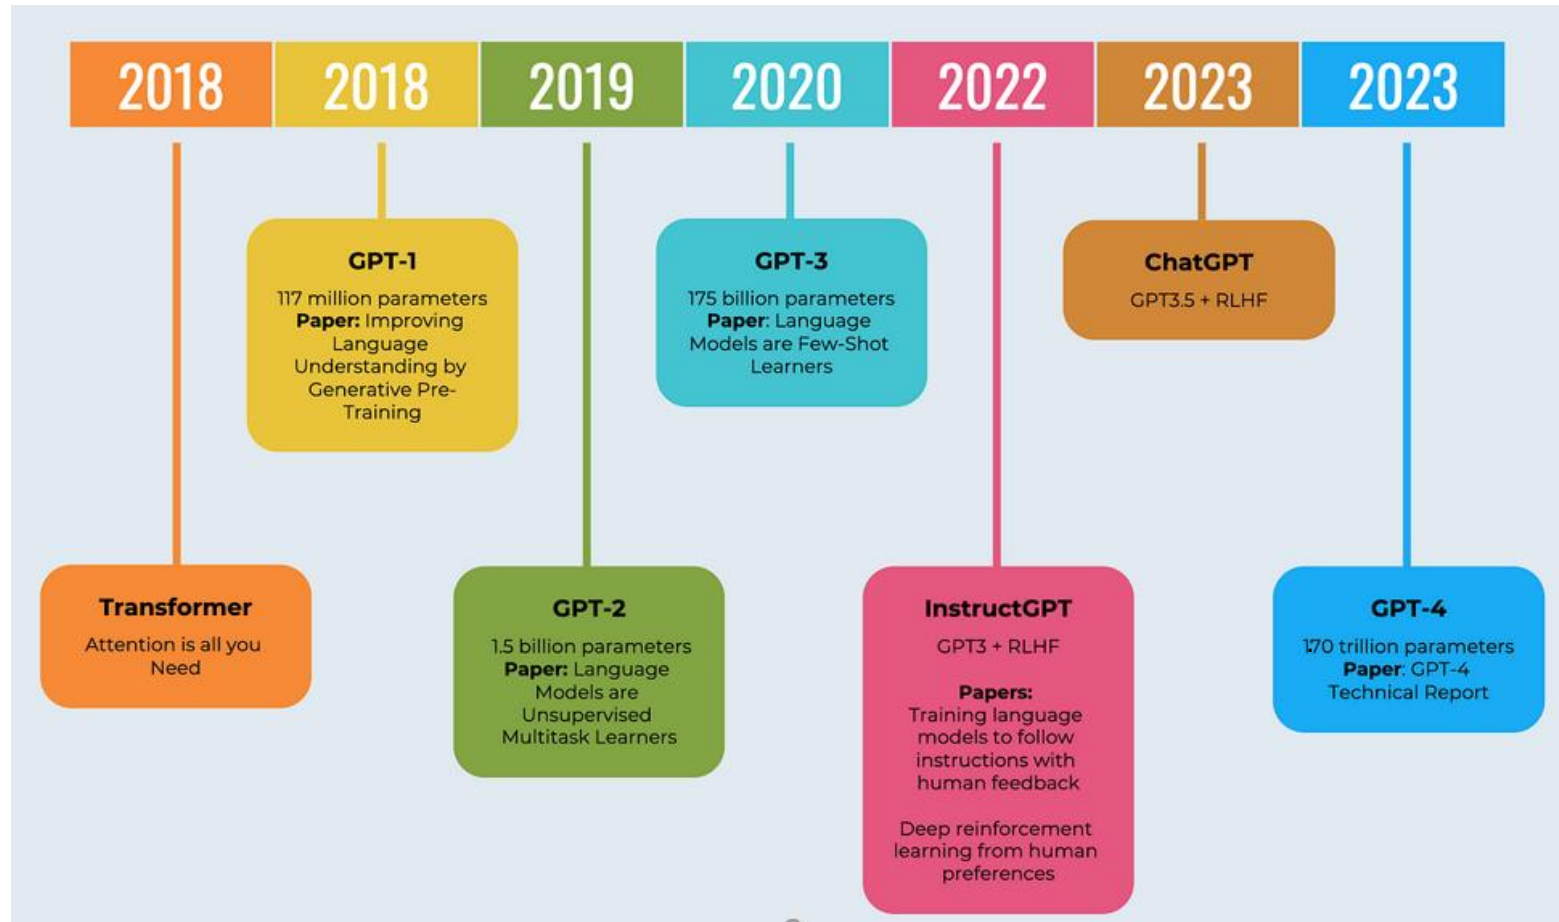 2018
2018
2019
2020
2022
2023
2023
Transformer
Attention is all you
Need
GPT-1
117 million parameters
Paper: Improving
Language
Understanding by
Generative Pre-
Training
GPT-2
1.5 billion parameters
Paper: Language
Models are
Unsupervised
Multitask Learners
GPT-3
175 billion parameters
Paper: Language
Models are Few-Shot
Learners
InstructGPT
GPT3 + RLHF
Papers:
Training language
models to follow
instructions with
human feedback
Deep reinforcement
learning from human
preferences
ChatGPT
GPT3.5 + RLHF
GPT-4
trillion parameters
Paper: GPT-4
Technical Report